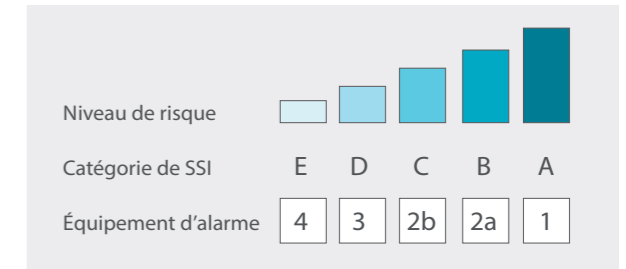 Niveau de risque
Catégorie de SSI E D C B A
Équipement d’alarme 4 3 2b 2a 1